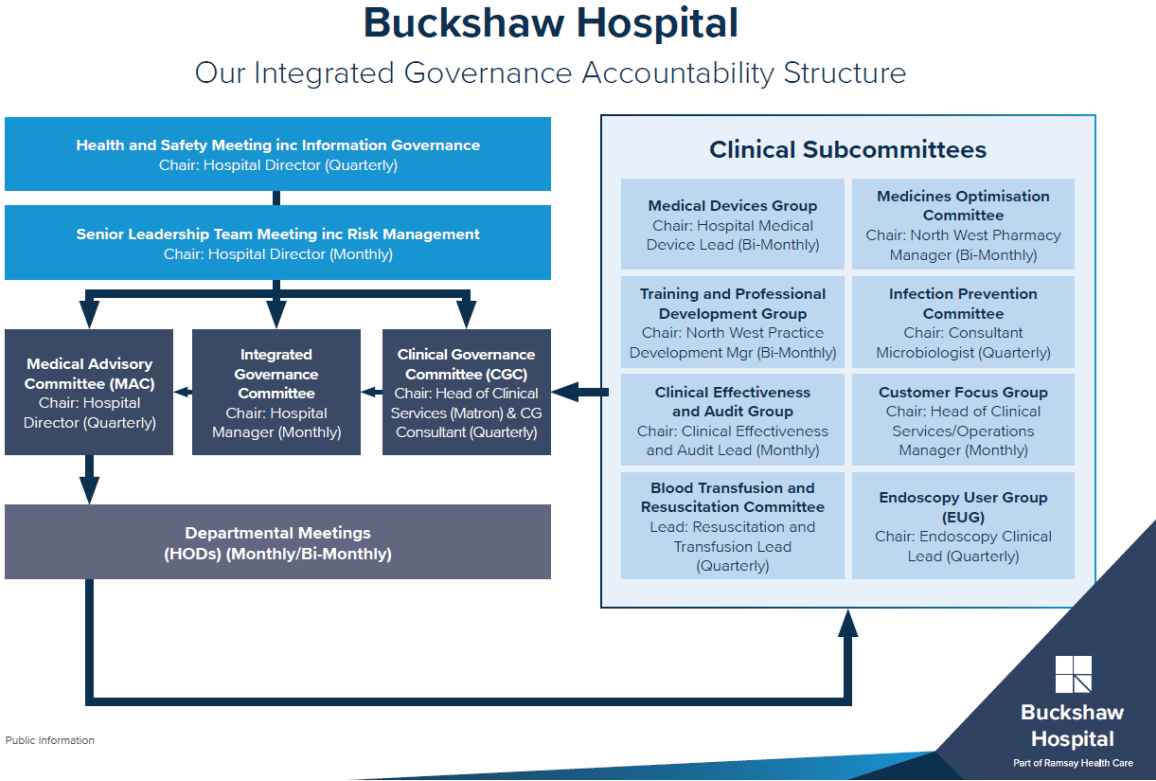 Buckshaw Hospital
Our Integrated Governance Accountability Structure
Health and Safety Meeting inc Information Governance
Chair: Hospital Director (Quarterly)
Senior Leadership Team Meeting inc Risk Management
Chair: Hospital Director (Monthly)
Medical Advisory
Committee (MAC)
Chair: Hospital
Director (Quarterly)
Integrated
Governance
Committee
Chair: Hospital
Manager (Monthly)
Clinical Governance
Committee (CGC)
Chair: Head of Clinical
Services (Matron) & CG
Consultant (Quarterly)
Departmental Meetings
(HODs) (Monthly/Bi-Monthly)
Clinical Subcommittees
Medical Devices Group
Chair: Hospital Medical
Device Lead (Bi-Monthly)
Medicines Optimisation
Committee
Chair: North West Pharmacy
Manager (Bi-Monthly)
Training and Professional
Development Group
Chair: North West Practice
Development Mgr (Bi-Monthly)
Infection Prevention
Committee
Chair: Consultant
Microbiologist (Quarterly)
Clinical Effectiveness
and Audit Group
Chair: Clinical Effectiveness
and Audit Lead (Monthly)
Customer Focus Group
Chair: Head of Clinical
Services/Operations
Manager (Monthly)
Blood Transfusion and
Resuscitation Committee
Lead: Resuscitation and
Transfusion Lead
(Quarterly)
Endoscopy User Group
(EUG)
Chair: Endoscopy Clinical
Lead (Quarterly)
Public Information
Buckshaw
Hospital
Part of Ramsay Health Care